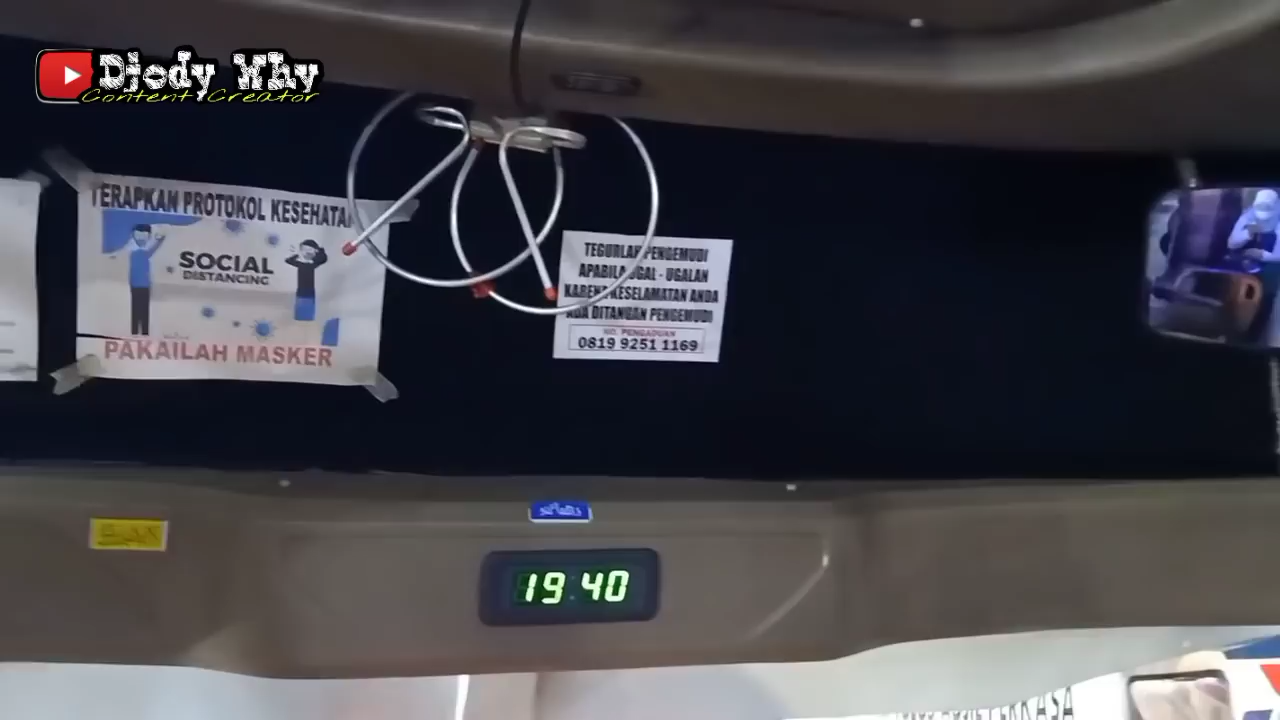 Djody Why
Content Creator
TERAPKAN PROTOKOL KESEHATAN
SOCIAL
DISTANCING
PAKAILAH MASKER
TEGURLAH PENGEMUDI
APABILA UGAL - UGALAN
KARENA KESELAMATAN ANDA
ADA DITANGAN PENGEMUDI
NO. PENGADUAN
0819 9251 1169
19:40